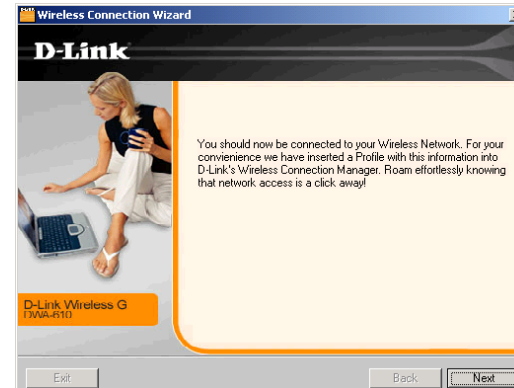 Wireless Connection Wizard
D-Link
You should now be connected to your Wireless Network. For your
convienience we have inserted a Profile with this information into
D-Link's Wireless Connection Manager. Roam effortlessly knowing
that network access is a click away!
D-Link Wireless G
DWA-610
Exit
Back
Next